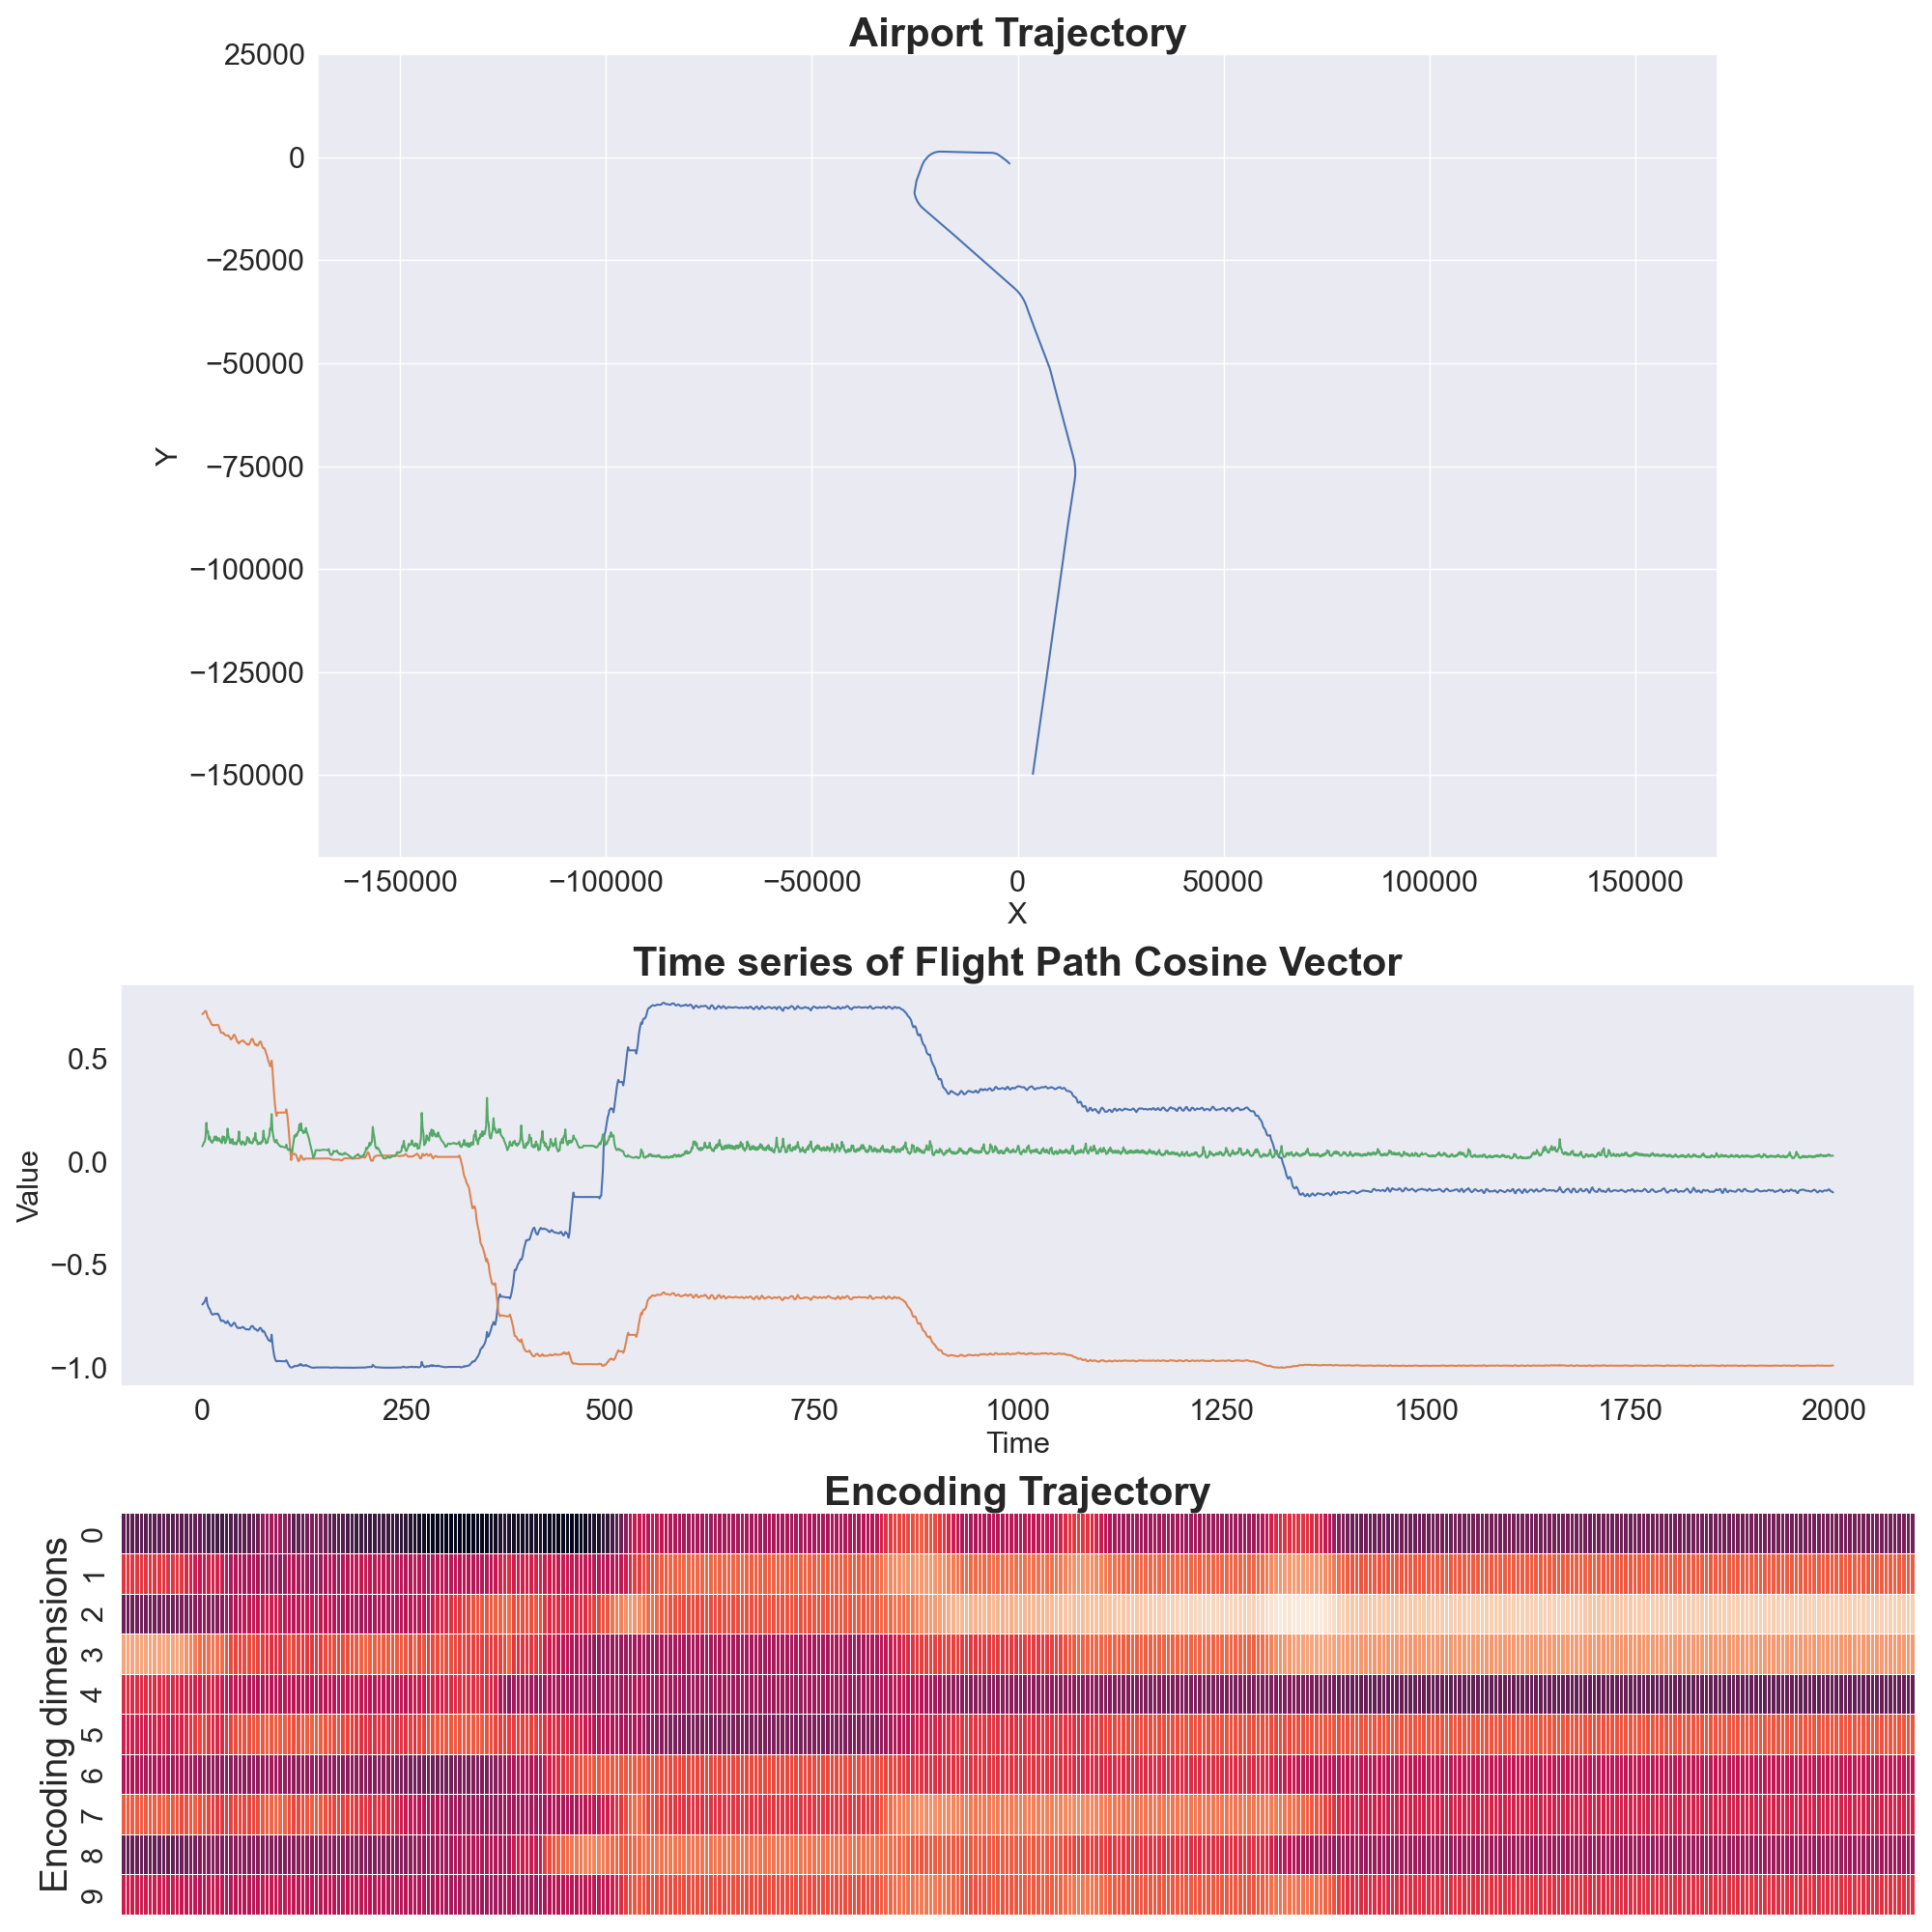 Airport Trajectory
25000
0
−25000
−50000
−75000
−100000
−125000
−150000
Y
−150000 −100000 −50000 0 50000 100000 150000
X
Time series of Flight Path Cosine Vector
0.5
0.0
−0.5
−1.0
Value
0 250 500 750 1000 1250 1500 1750 2000
Time
Encoding Trajectory
Encoding dimensions
0
1
2
3
4
5
6
7
8
9